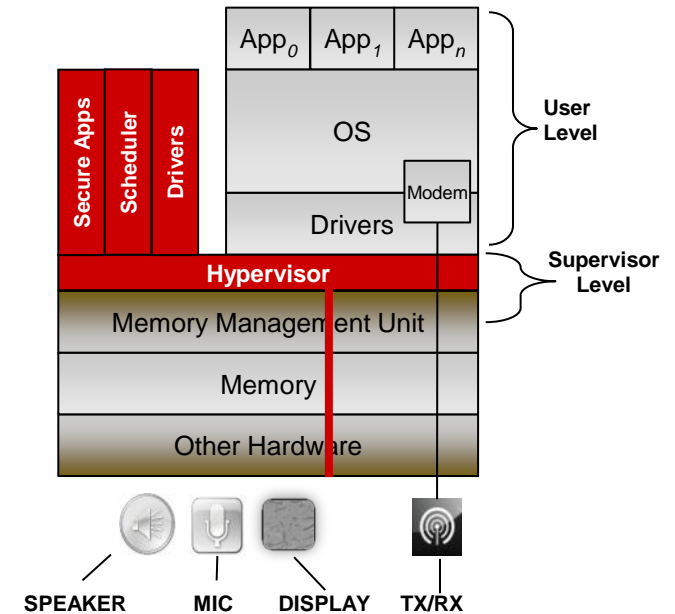 App0 App1 Appn
Secure Apps
Scheduler
Drivers
OS
Modem
Drivers
User
Level
Hypervisor
Supervisor
Level
Memory Management Unit
Memory
Other Hardware
SPEAKER MIC DISPLAY TX/RX